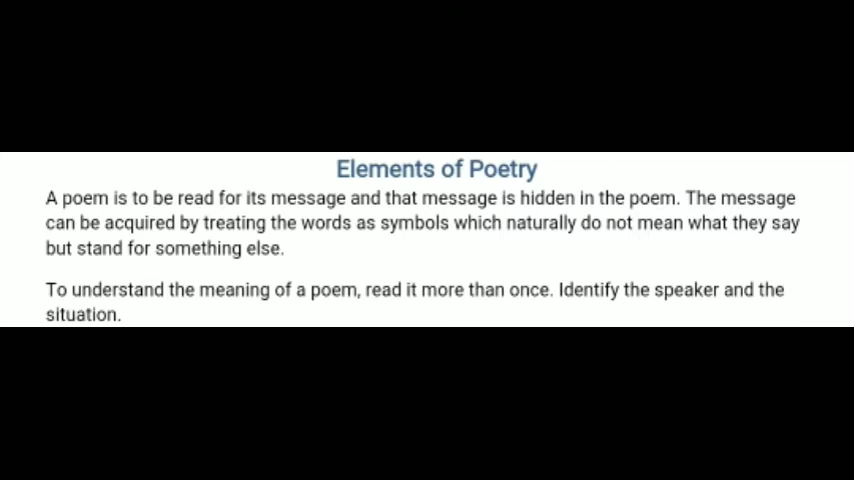 Elements of Poetry
A poem is to be read for its message and that message is hidden in the poem. The message
can be acquired by treating the words as symbols which naturally do not mean what they say
but stand for something else.
To understand the meaning of a poem, read it more than once. Identify the speaker and the
situation.